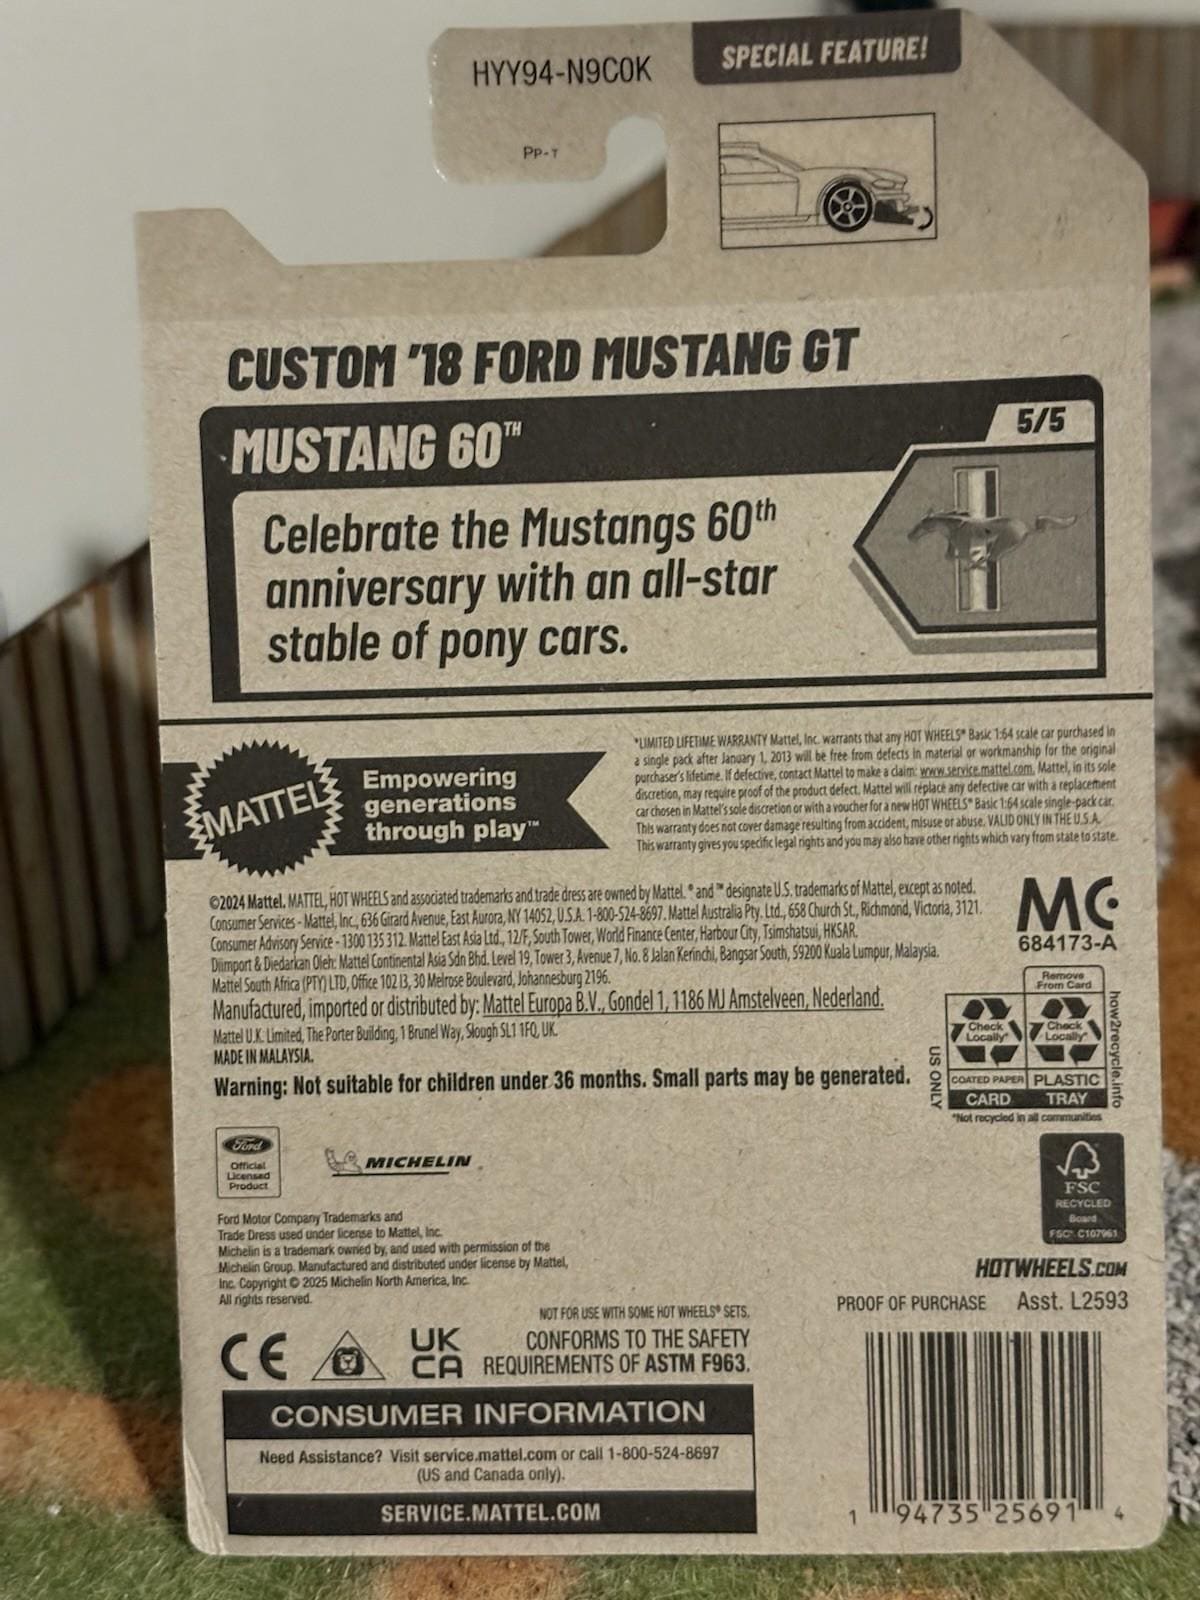 HYY94-N9C0K
SPECIAL FEATURE!
PP-T
CUSTOM '18 FORD MUSTANG GT
MUSTANG 60TH
5/5
Celebrate the Mustangs 60th
anniversary with an all-star
stable of pony cars.
MATTEL
Empowering
generations
through play™
*LIMITED LIFETIME WARRANTY Mattel, Inc. warrants that any HOT WHEELS® Basic 1:64 scale car purchased in
a single pack after January 1, 2013 will be free from defects in material or workmanship for the original
purchaser's lifetime. If defective, contact Mattel to make a claim: www.service.mattel.com. Mattel, in its sole
discretion, may require proof of the product defect. Mattel will replace any defective car with a replacement
car chosen in Mattel's sole discretion or with a voucher for a new HOT WHEELS® Basic 1:64 scale single-pack car.
This warranty does not cover damage resulting from accident, misuse or abuse. VALID ONLY IN THE U.S.A.
This warranty gives you specific legal rights and you may also have other rights which vary from state to state.
©2024 Mattel. MATTEL, HOT WHEELS and associated trademarks and trade dress are owned by Mattel. ® and ™ designate U.S. trademarks of Mattel, except as noted.
Consumer Services - Mattel, Inc., 636 Girard Avenue, East Aurora, NY 14052, U.S.A. 1-800-524-8697. Mattel Australia Pty. Ltd., 658 Church St., Richmond, Victoria, 3121.
Consumer Advisory Service - 1300 135 312. Mattel East Asia Ltd., 12/F, South Tower, World Finance Center, Harbour City, Tsimshatsui, HKSAR.
Diimport & Diedarkan Oleh: Mattel Continental Asia Sdn Bhd. Level 19, Tower 3, Avenue 7, No. 8 Jalan Kerinchi, Bangsar South, 59200 Kuala Lumpur, Malaysia.
Mattel South Africa (PTY) LTD, Office 102 I3, 30 Melrose Boulevard, Johannesburg 2196.
Manufactured, imported or distributed by: Mattel Europa B.V., Gondel 1, 1186 MJ Amstelveen, Nederland.
Mattel U.K. Limited, The Porter Building, 1 Brunel Way, Slough SL1 1FQ, UK.
MADE IN MALAYSIA.
Warning: Not suitable for children under 36 months. Small parts may be generated.
MC
684173-A
Remove
From Card
Check
Locally*
Check
Locally*
COATED PAPER
PLASTIC
CARD
TRAY
US ONLY
how2recycle.info
*Not recycled in all communities
Ford
Official
Licensed
Product
MICHELIN
FSC
RECYCLED
Board
FSC® C107961
Ford Motor Company Trademarks and
Trade Dress used under license to Mattel, Inc.
Michelin is a trademark owned by, and used with permission of the
Michelin Group. Manufactured and distributed under license by Mattel,
Inc. Copyright © 2025 Michelin North America, Inc.
All rights reserved.
HOTWHEELS.COM
PROOF OF PURCHASE Asst. L2593
NOT FOR USE WITH SOME HOT WHEELS® SETS.
CE
UK
CA
CONFORMS TO THE SAFETY
REQUIREMENTS OF ASTM F963.
CONSUMER INFORMATION
Need Assistance? Visit service.mattel.com or call 1-800-524-8697
(US and Canada only).
SERVICE.MATTEL.COM
1 94735 25691 4